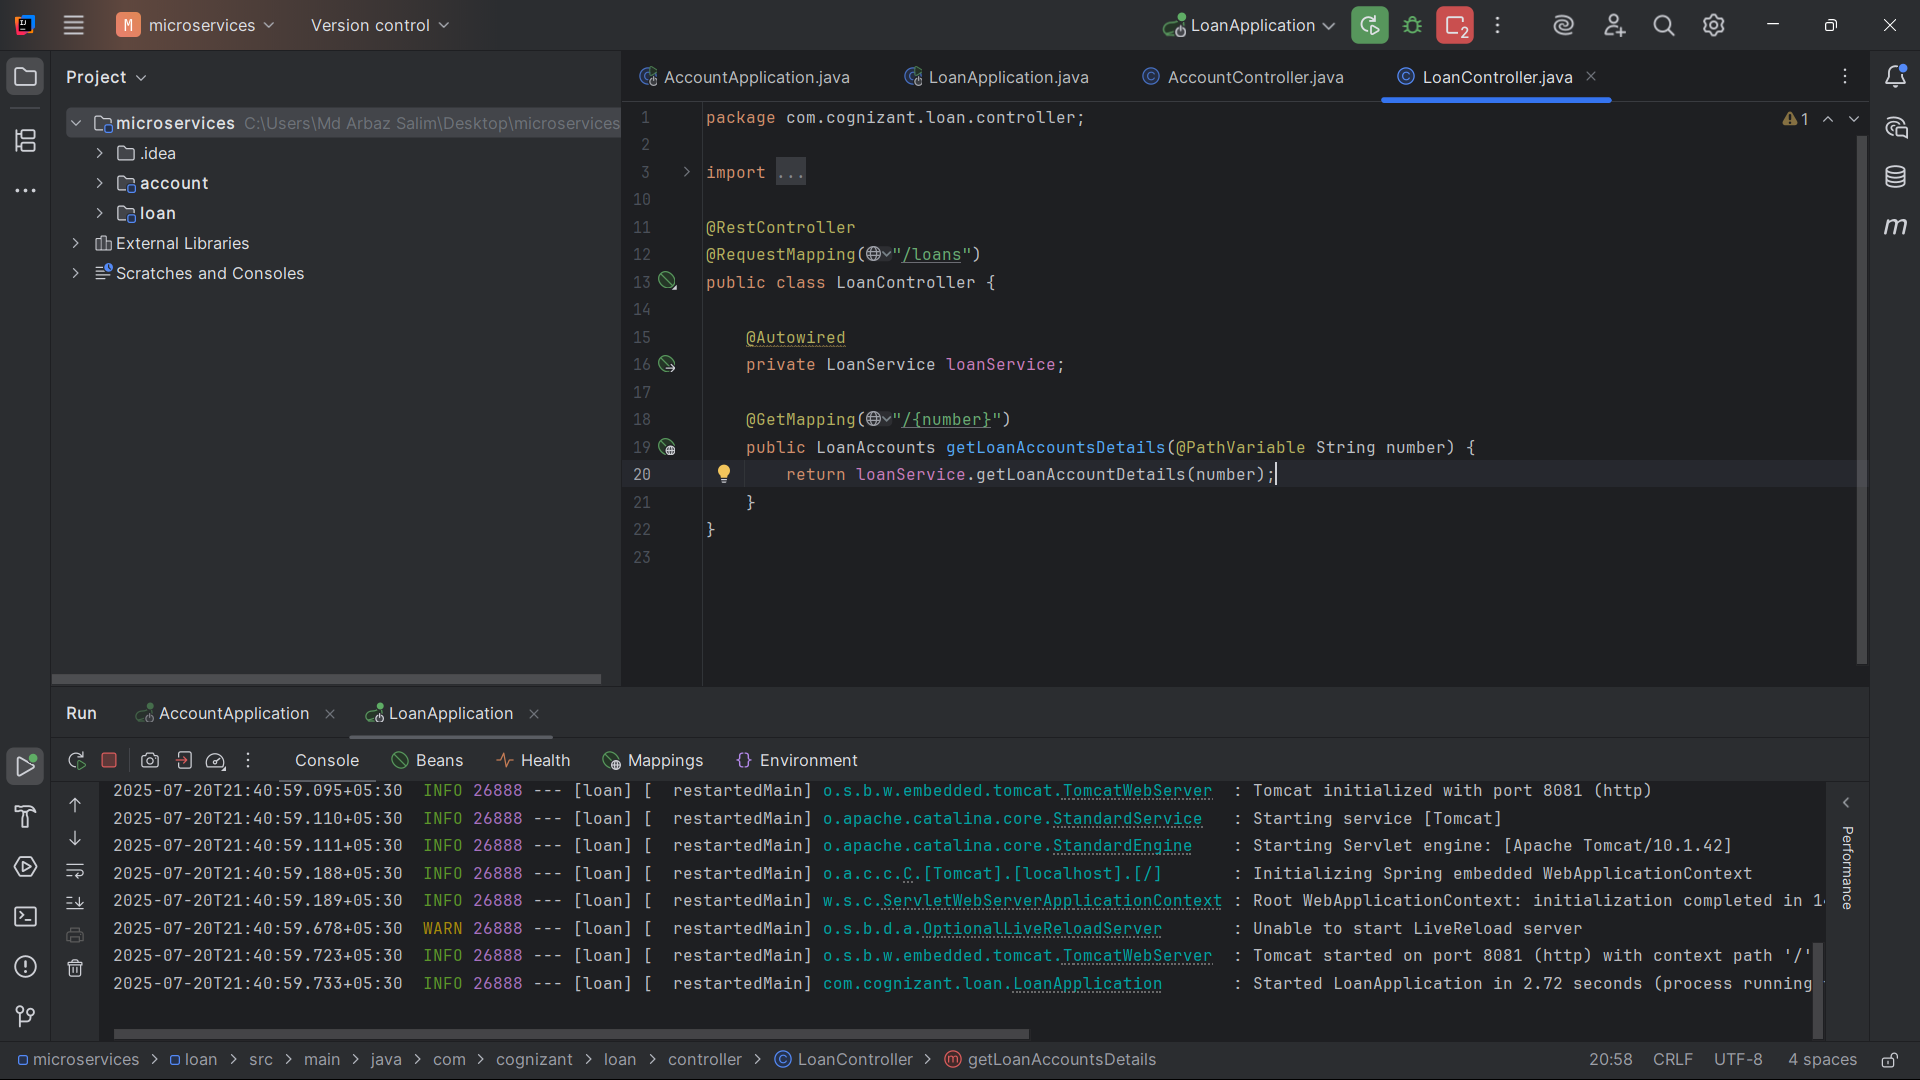 M microservices Version control LoanApplication 2
Project
microservices C:\Users\Md Arbaz Salim\Desktop\microservices
.idea
account
loan
External Libraries
Scratches and Consoles
AccountApplication.java LoanApplication.java AccountController.java LoanController.java
1 package com.cognizant.loan.controller; 1
2
3 import ...
10
11 @RestController
12 @RequestMapping("/loans")
13 public class LoanController {
14
15 @Autowired
16 private LoanService loanService;
17
18 @GetMapping("/{number}")
19 public LoanAccounts getLoanAccountsDetails(@PathVariable String number) {
20 return loanService.getLoanAccountDetails(number);
21 }
22 }
23
m
Run AccountApplication LoanApplication
Console Beans Health Mappings Environment
2025-07-20T21:40:59.095+05:30 INFO 26888 --- [loan] [ restartedMain] o.s.b.w.embedded.tomcat.TomcatWebServer : Tomcat initialized with port 8081 (http)
2025-07-20T21:40:59.110+05:30 INFO 26888 --- [loan] [ restartedMain] o.apache.catalina.core.StandardService : Starting service [Tomcat]
2025-07-20T21:40:59.111+05:30 INFO 26888 --- [loan] [ restartedMain] o.apache.catalina.core.StandardEngine : Starting Servlet engine: [Apache Tomcat/10.1.42]
2025-07-20T21:40:59.188+05:30 INFO 26888 --- [loan] [ restartedMain] o.a.c.c.C.[Tomcat].[localhost].[/] : Initializing Spring embedded WebApplicationContext
2025-07-20T21:40:59.189+05:30 INFO 26888 --- [loan] [ restartedMain] w.s.c.ServletWebServerApplicationContext : Root WebApplicationContext: initialization completed in
2025-07-20T21:40:59.678+05:30 WARN 26888 --- [loan] [ restartedMain] o.s.b.d.a.OptionalLiveReloadServer : Unable to start LiveReload server
2025-07-20T21:40:59.723+05:30 INFO 26888 --- [loan] [ restartedMain] o.s.b.w.embedded.tomcat.TomcatWebServer : Tomcat started on port 8081 (http) with context path '/'
2025-07-20T21:40:59.733+05:30 INFO 26888 --- [loan] [ restartedMain] com.cognizant.loan.LoanApplication : Started LoanApplication in 2.72 seconds (process running
Performance
microservices > loan > src > main > java > com > cognizant > loan > controller > LoanController > getLoanAccountsDetails 20:58 CRLF UTF-8 4 spaces